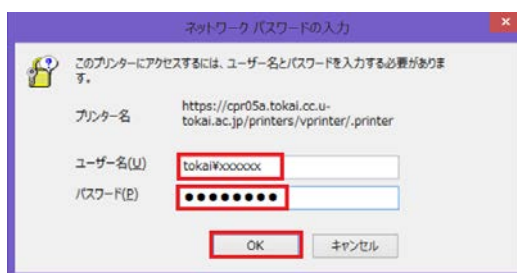 ネットワーク パスワードの入力
このプリンターにアクセスするには、ユーザー名とパスワードを入力する必要がありま
す。
プリンター名
https://cpr05a.tokai.cc.u-
tokai.ac.jp/printers/vprinter/.printer
ユーザー名(U)
tokai¥xxxxxx
パスワード(P)
●●●●●●●●
OK
キャンセル